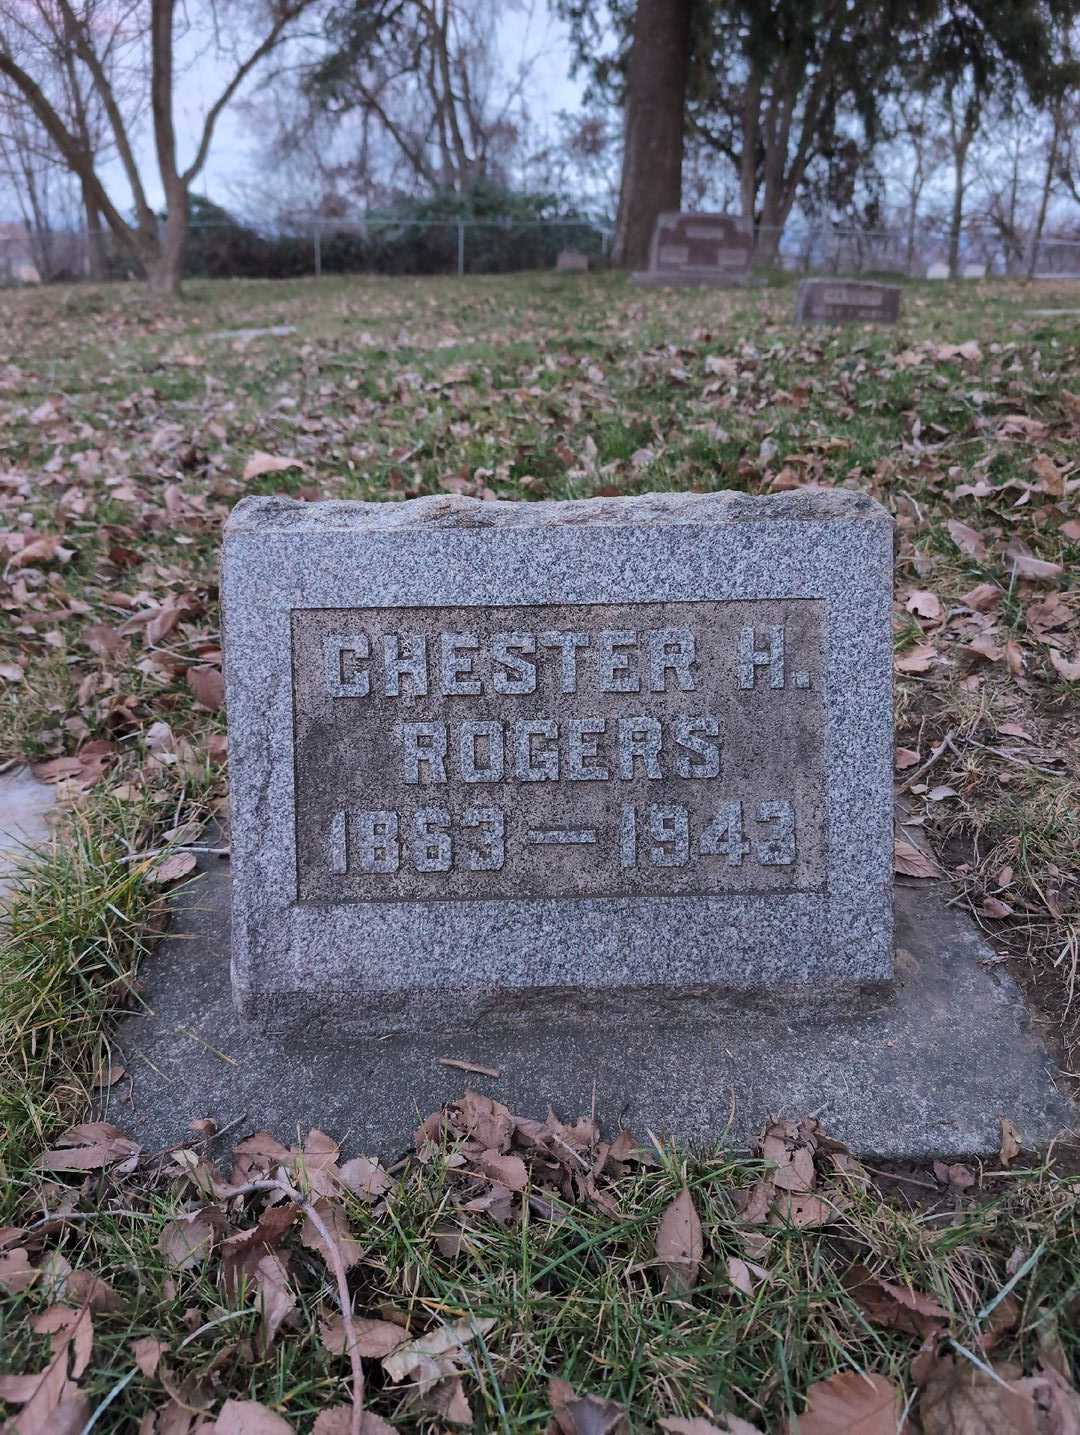 CHESTER H.
ROGERS
1863 — 1943